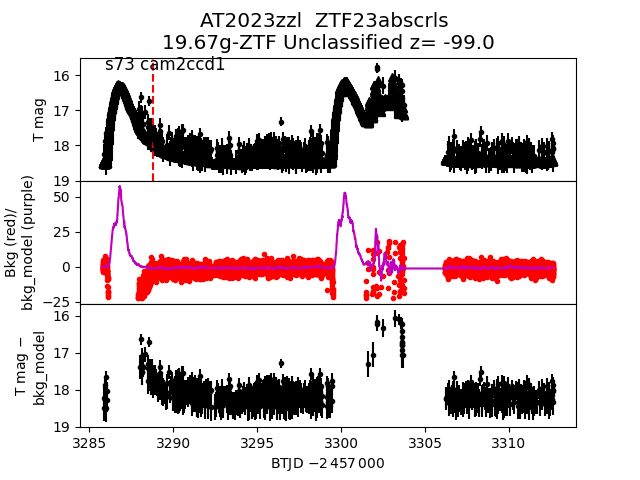 AT2023zzl  ZTF23abscrls
19.67g-ZTF Unclassified z= -99.0
s73 cam2ccd1
T mag
16
17
18
19
Bkg (red)/
bkg_model (purple)
50
25
0
−25
T mag −
bkg_model
16
17
18
19
3285
3290
3295
3300
3305
3310
BTJD −2 457 000